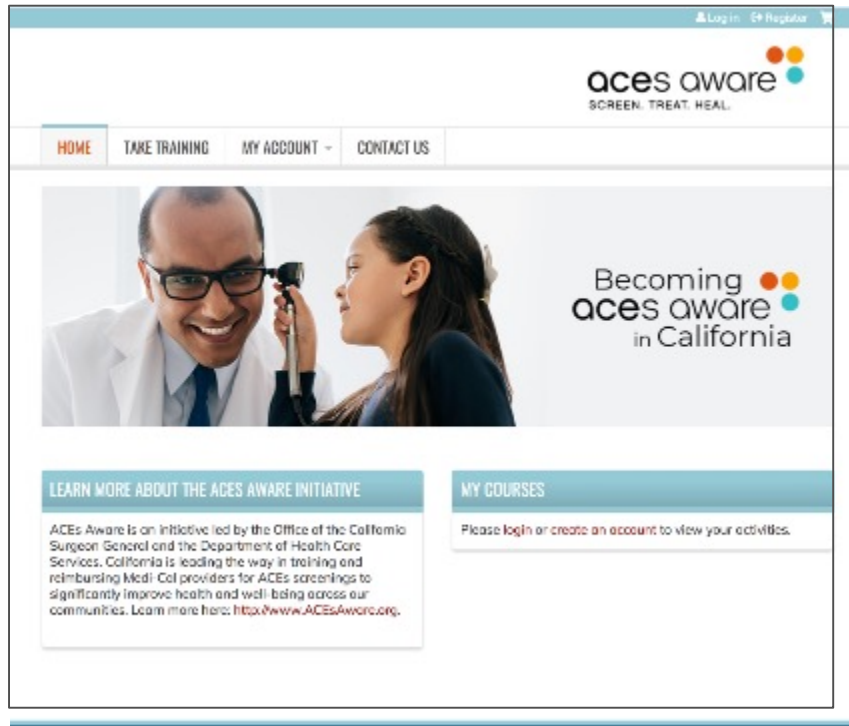 Log in Register
aces aware
SCREEN. TREAT. HEAL.
HOME TAKE TRAINING MY ACCOUNT CONTACT US
Becoming
aces aware
in California
LEARN MORE ABOUT THE ACES AWARE INITIATIVE
ACEs Aware is an initiative led by the Office of the California
Surgeon General and the Department of Health Care
Services. California is leading the way in training and
reimbursing Medi-Cal providers for ACEs screenings to
significantly improve health and well-being across our
communities. Learn more here: http://www.ACEsAware.org.
MY COURSES
Please login or create an account to view your activities.